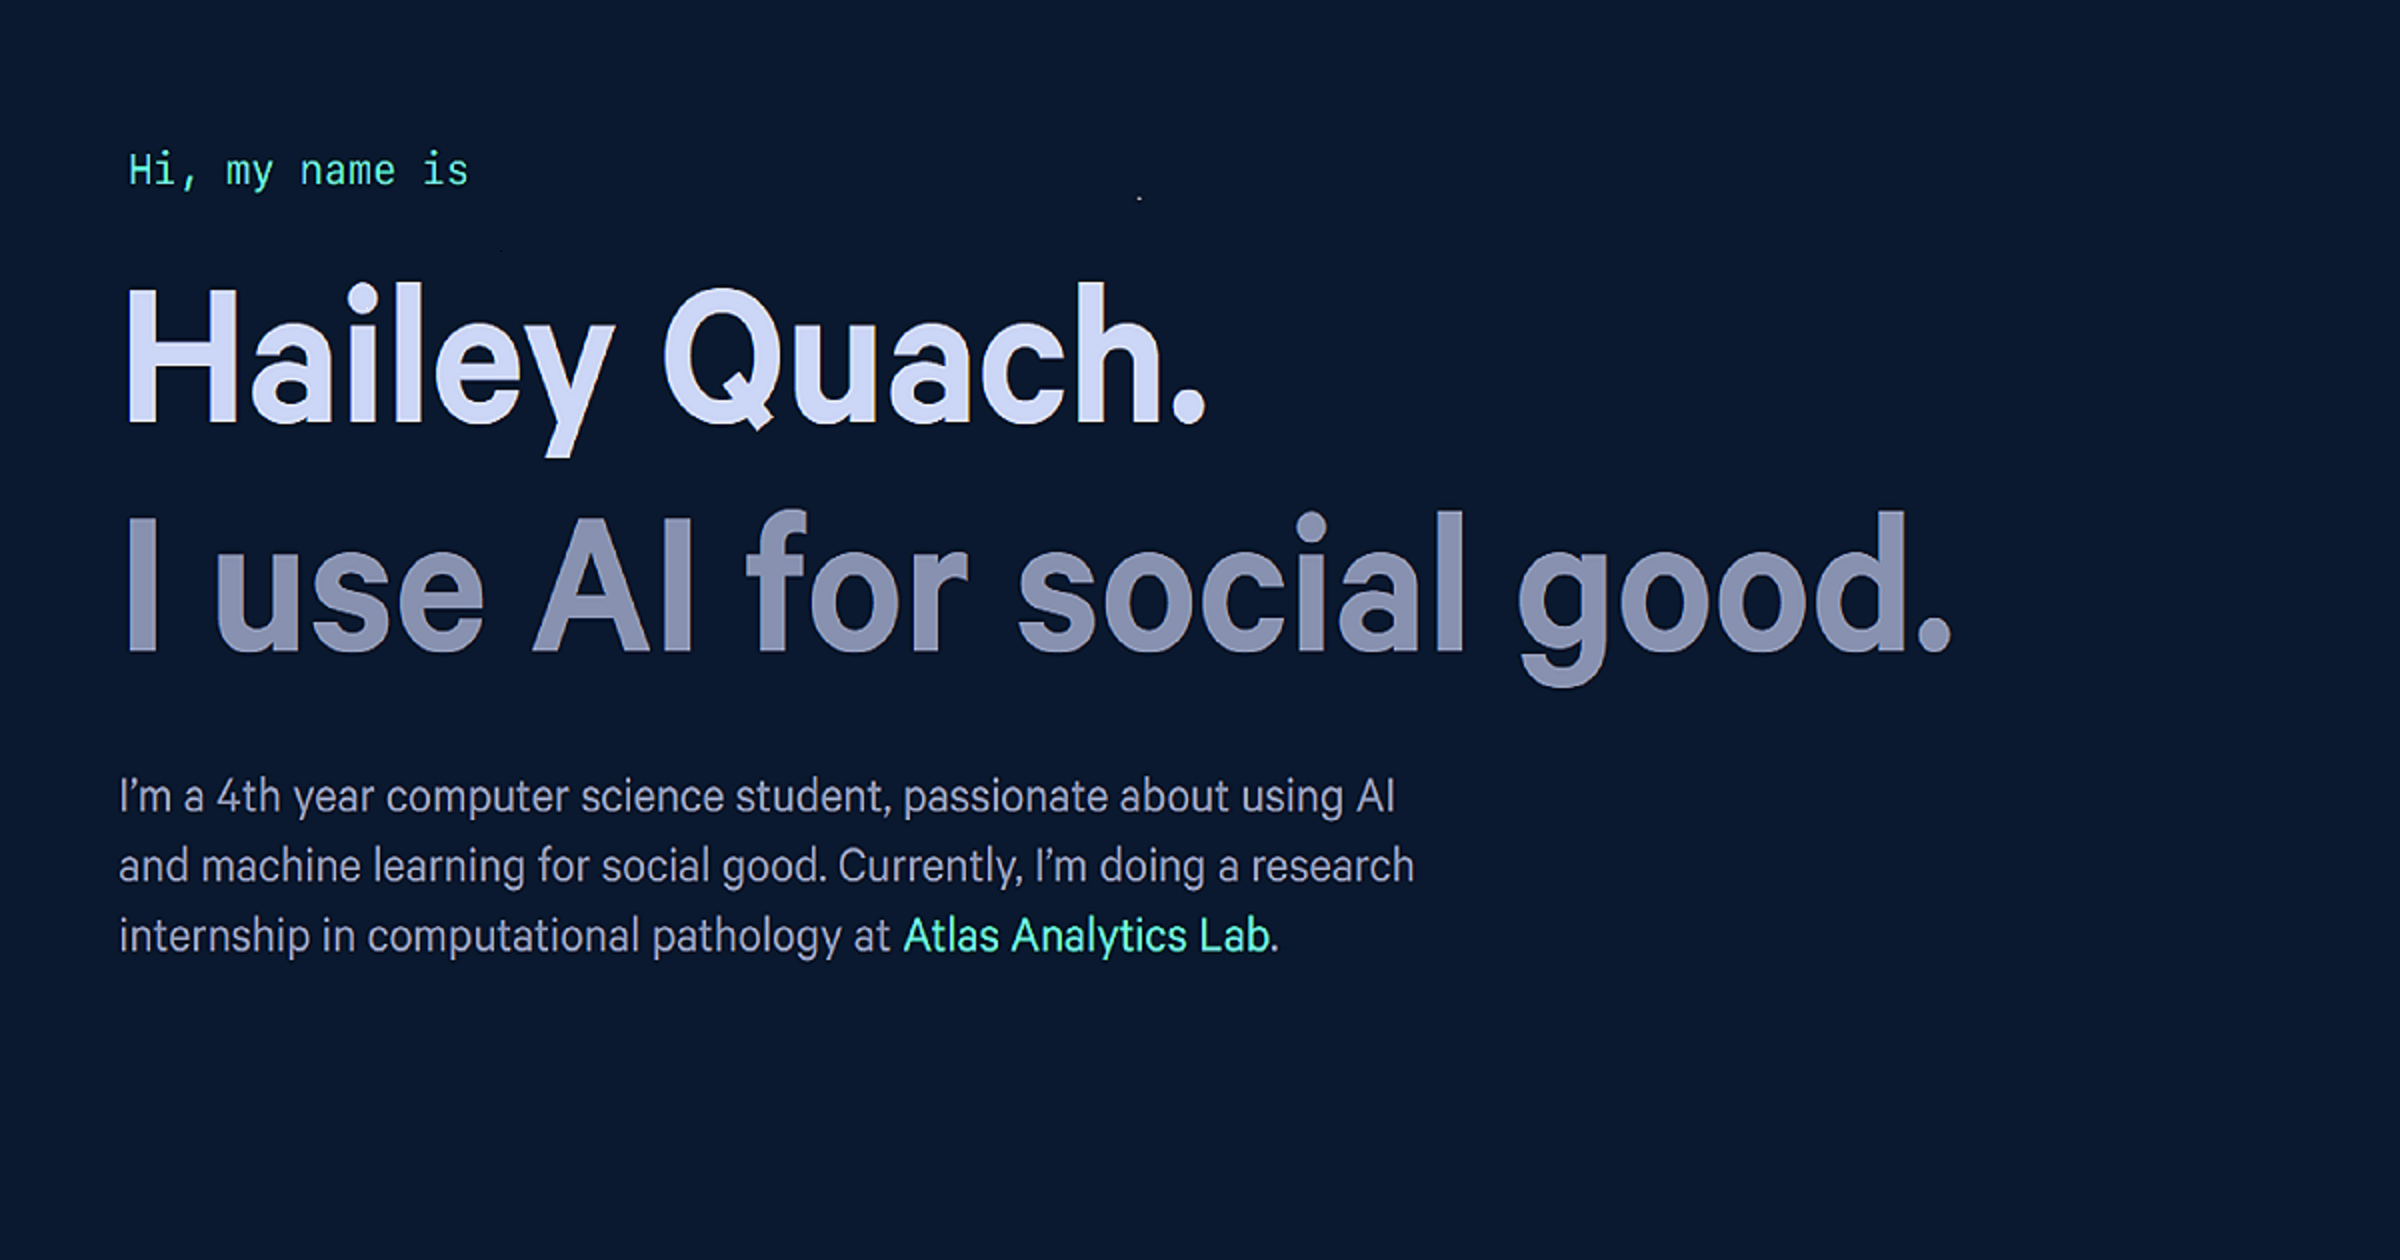 Hi, my name is
Hailey Quach.
I use AI for social good.
I’m a 4th year computer science student, passionate about using AI
and machine learning for social good. Currently, I’m doing a research
internship in computational pathology at Atlas Analytics Lab.